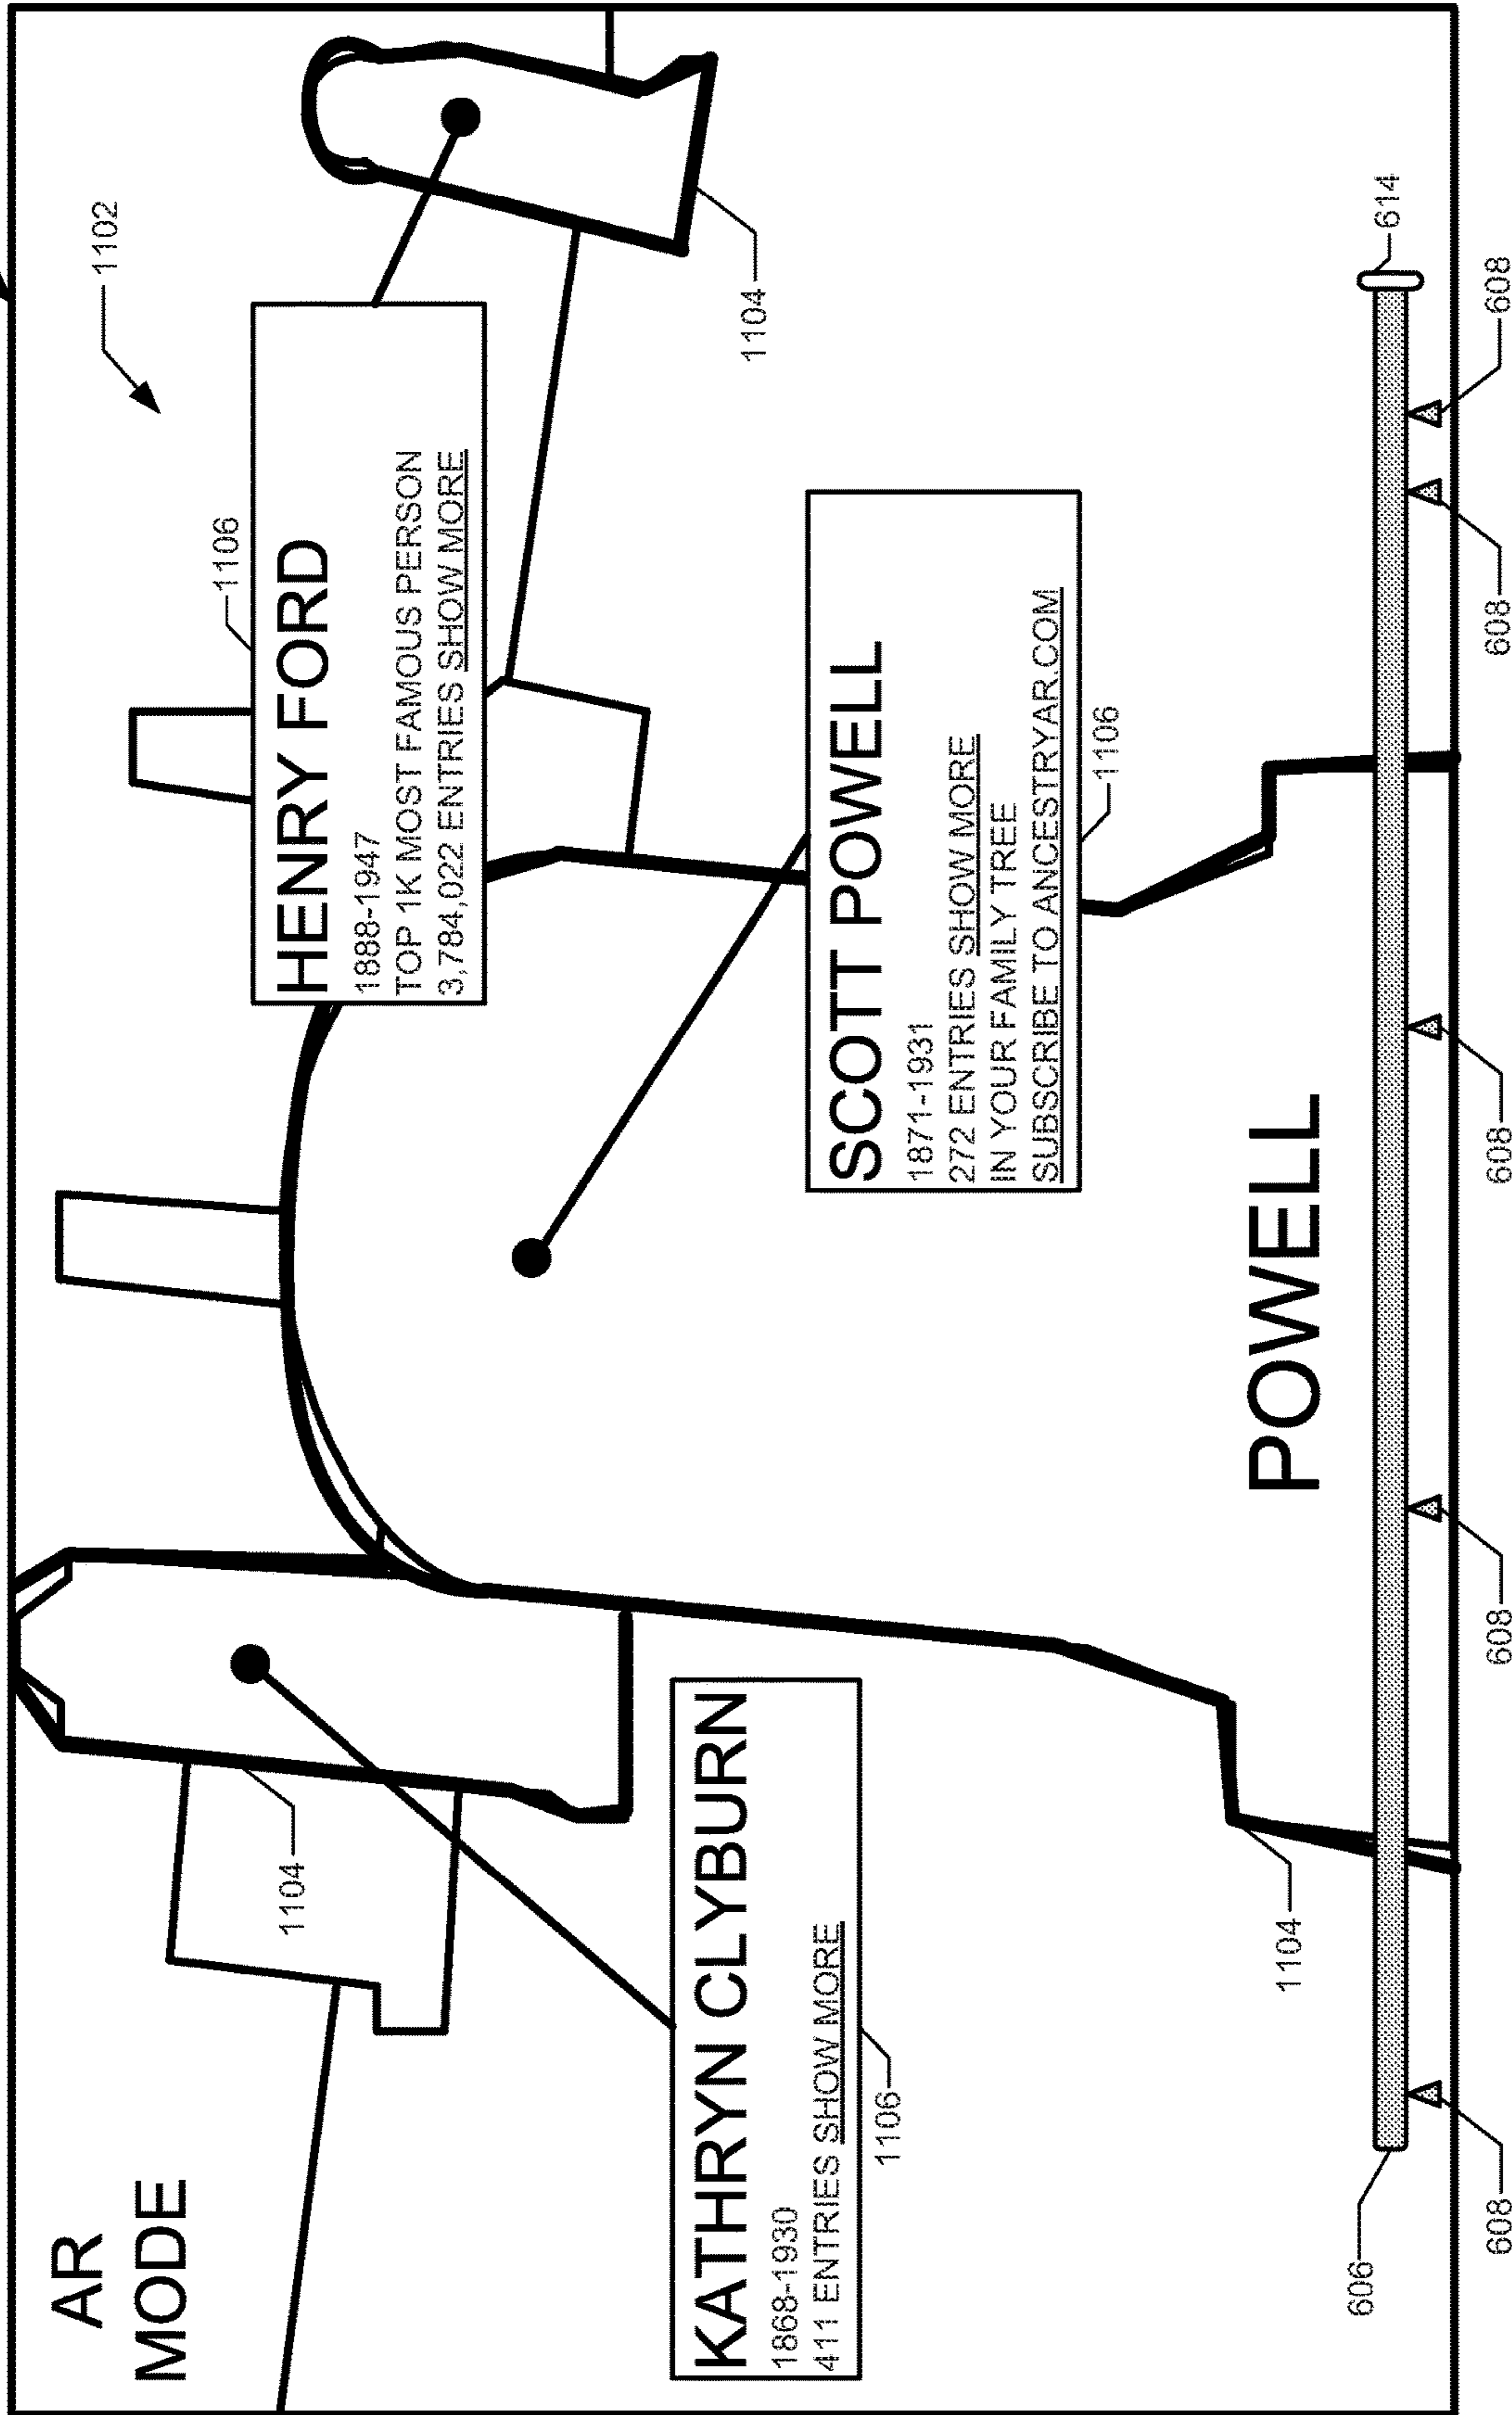 AR
MODE
1102
1106
HENRY FORD
1888-1947
TOP 1K MOST FAMOUS PERSON
3,784,022 ENTRIES SHOW MORE
1104
1104
KATHRYN CLYBURN
1868-1930
411 ENTRIES SHOW MORE
1106
SCOTT POWELL
1871-1931
272 ENTRIES SHOW MORE
IN YOUR FAMILY TREE
SUBSCRIBE TO ANCESTRYAR.COM
1106
POWELL
1104
606
614
608
608
608
608
608